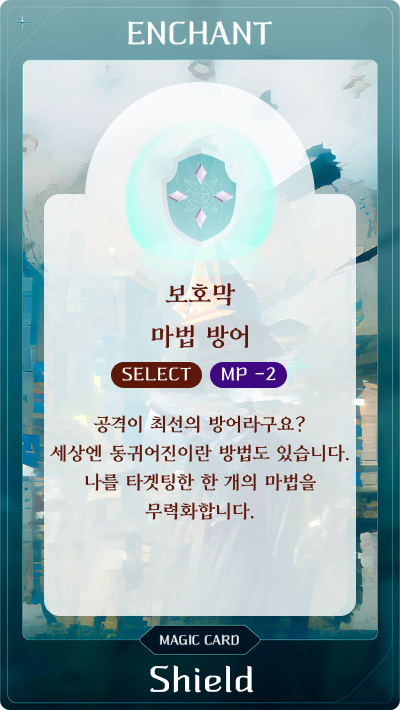 ENCHANT
보호막
마법 방어
SELECT MP -2
공격이 최선의 방어라구요?
세상엔 동귀어진이란 방법도 있습니다.
나를 타겟팅한 한 개의 마법을
무력화합니다.
MAGIC CARD
Shield